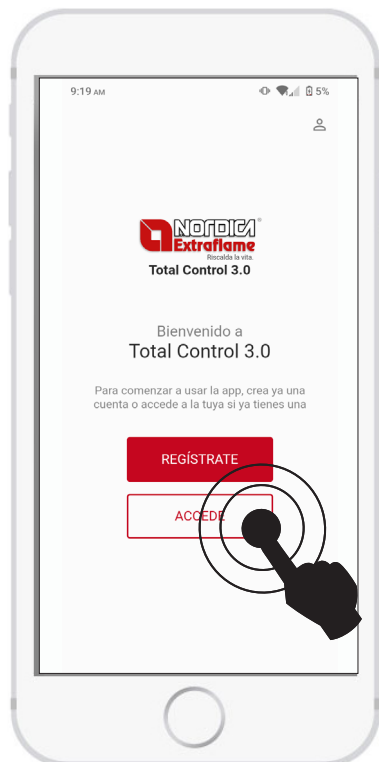 9:19 AM 5%
NORDICA®
Extraflame
Riscalda la vita.
Total Control 3.0
Bienvenido a
Total Control 3.0
Para comenzar a usar la app, crea ya una
cuenta o accede a la tuya si ya tienes una
REGÍSTRATE
ACCEDE